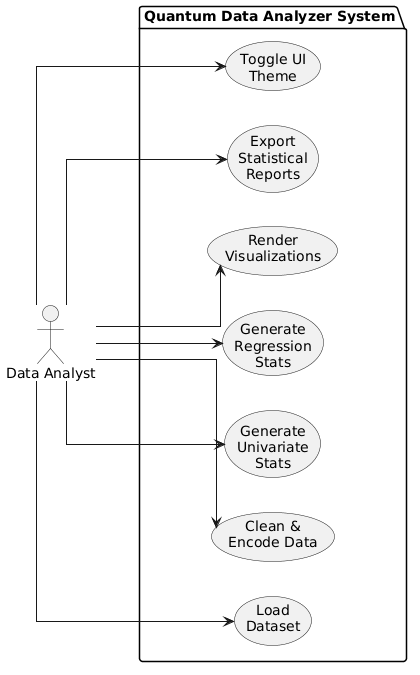 Quantum Data Analyzer System
Toggle UI
Theme
Export
Statistical
Reports
Render
Visualizations
Generate
Regression
Stats
Data Analyst
Generate
Univariate
Stats
Clean &
Encode Data
Load
Dataset